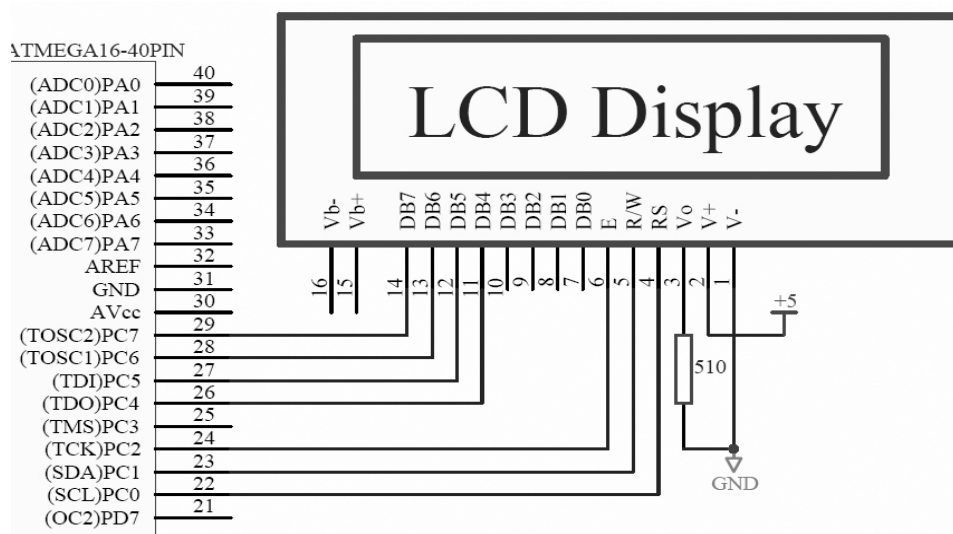 ATMEGA16-40PIN
(ADC0)PA0 40
(ADC1)PA1 39
(ADC2)PA2 38
(ADC3)PA3 37
(ADC4)PA4 36
(ADC5)PA5 35
(ADC6)PA6 34
(ADC7)PA7 33
AREF 32
GND 31
AVcc 30
(TOSC2)PC7 29
(TOSC1)PC6 28
(TDI)PC5 27
(TDO)PC4 26
(TMS)PC3 25
(TCK)PC2 24
(SDA)PC1 23
(SCL)PC0 22
(OC2)PD7 21
LCD Display
Vb- Vb+ DB7 DB6 DB5 DB4 DB3 DB2 DB1 DB0 E R/W RS Vo V+ V-
16 15 14 13 12 11 10 9 8 7 6 5 4 3 2 1
+5
510
GND